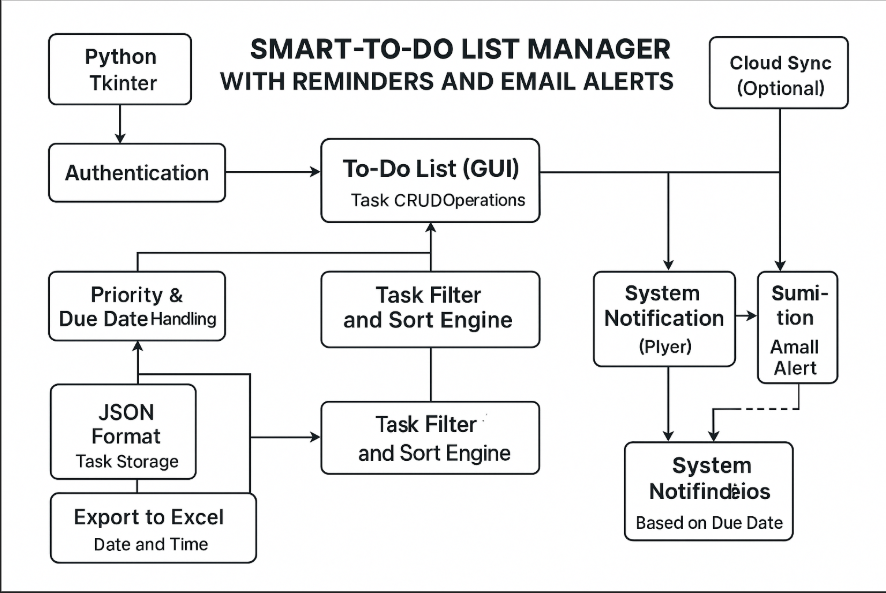 SMART-TO-DO LIST MANAGER
WITH REMINDERS AND EMAIL ALERTS
Python
Tkinter
Cloud Sync
(Optional)
Authentication
To-Do List (GUI)
Task CRUDOperations
Priority &
Due Date Handling
Task Filter
and Sort Engine
System
Notification
(Plyer)
Sumi-
tion
Amall
Alert
JSON
Format
Task Storage
Task Filter
and Sort Engine
Export to Excel
Date and Time
System
Based on Due Date